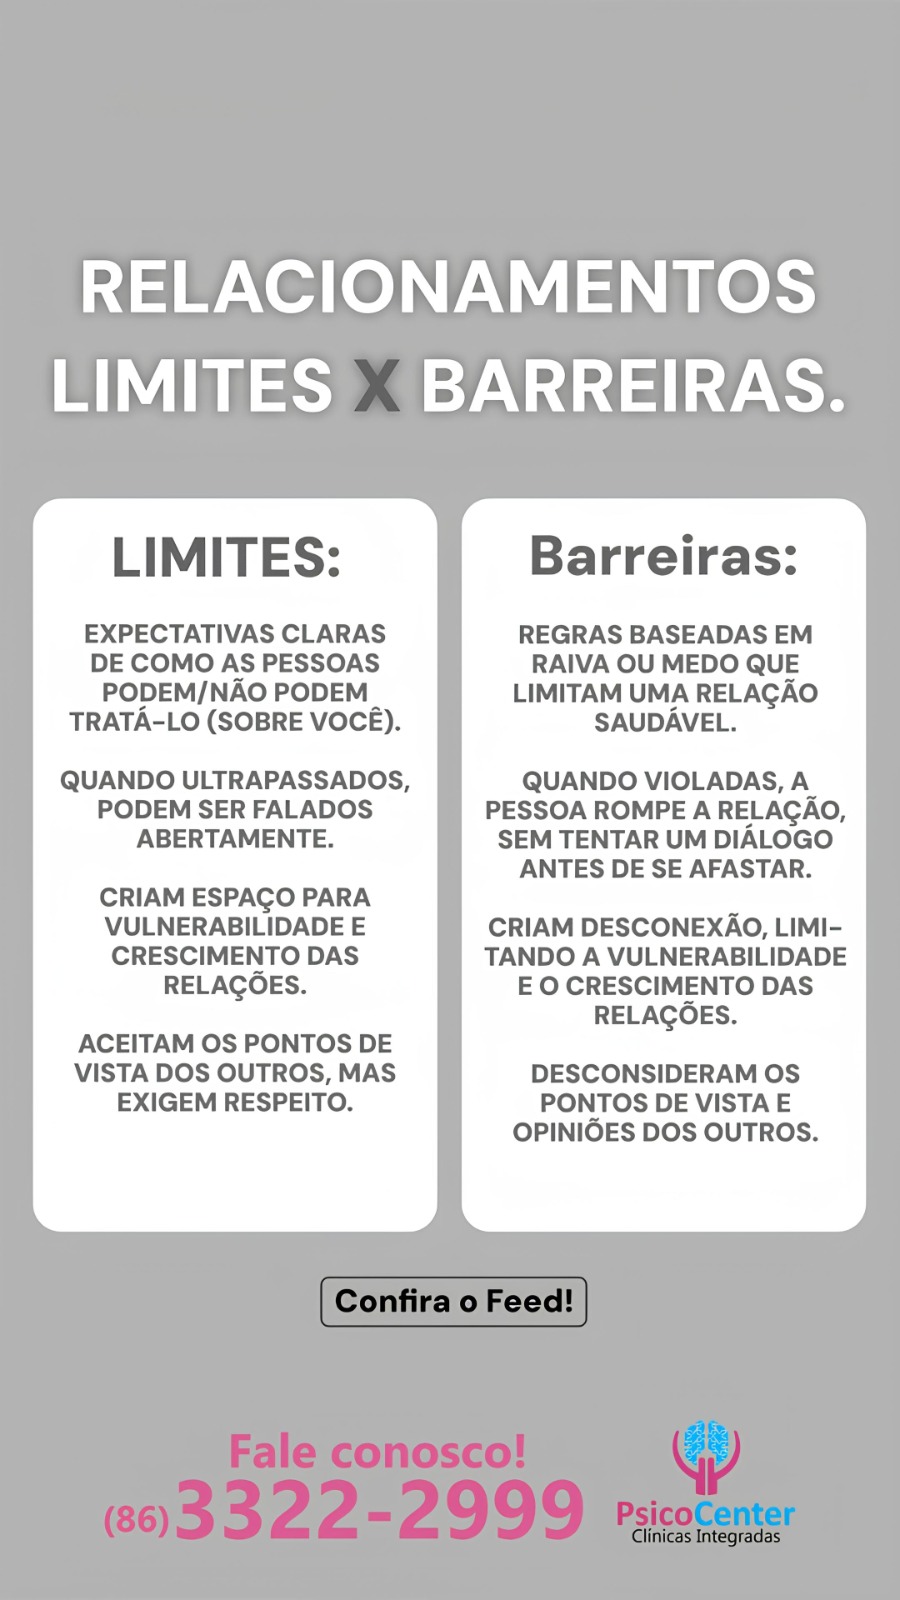 RELACIONAMENTOS
LIMITES X BARREIRAS.
LIMITES:
EXPECTATIVAS CLARAS
DE COMO AS PESSOAS
PODEM/NÃO PODEM
TRATÁ-LO (SOBRE VOCÊ).
QUANDO ULTRAPASSADOS,
PODEM SER FALADOS
ABERTAMENTE.
CRIAM ESPAÇO PARA
VULNERABILIDADE E
CRESCIMENTO DAS
RELAÇÕES.
ACEITAM OS PONTOS DE
VISTA DOS OUTROS, MAS
EXIGEM RESPEITO.
Barreiras:
REGRAS BASEADAS EM
RAIVA OU MEDO QUE
LIMITAM UMA RELAÇÃO
SAUDÁVEL.
QUANDO VIOLADAS, A
PESSOA ROMPE A RELAÇÃO,
SEM TENTAR UM DIÁLOGO
ANTES DE SE AFASTAR.
CRIAM DESCONEXÃO, LIMI-
TANDO A VULNERABILIDADE
E O CRESCIMENTO DAS
RELAÇÕES.
DESCONSIDERAM OS
PONTOS DE VISTA E
OPINIÕES DOS OUTROS.
Confira o Feed!
Fale conosco!
(86) 3322-2999
PsicoCenter
Clínicas Integradas